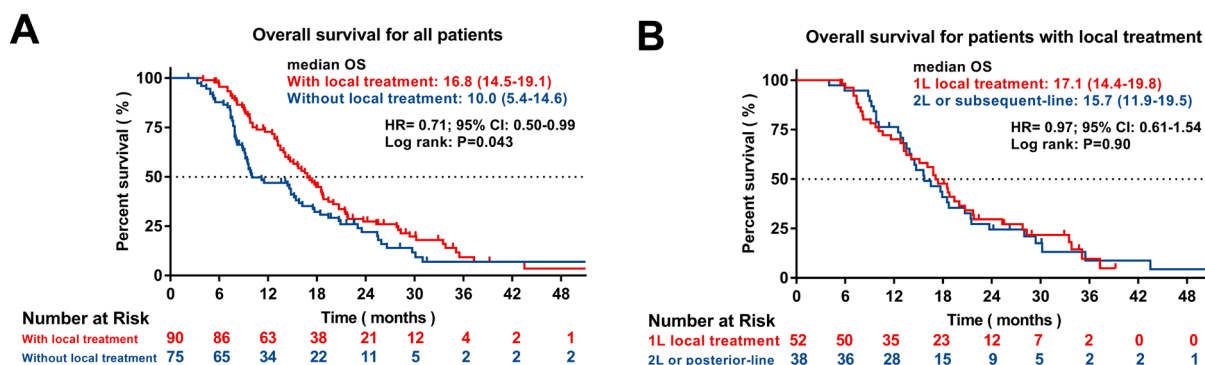 A
Overall survival for all patients
median OS
With local treatment: 16.8 (14.5-19.1)
Without local treatment: 10.0 (5.4-14.6)
HR= 0.71; 95% CI: 0.50-0.99
Log rank: P=0.043
Percent survival ( % )
100
75
50
25
0
0 6 12 18 24 30 36 42 48
Time ( months )
Number at Risk
With local treatment 90 86 63 38 21 12 4 2 1
Without local treatment 75 65 34 22 11 5 2 2 2
B
Overall survival for patients with local treatment
median OS
1L local treatment: 17.1 (14.4-19.8)
2L or subsequent-line: 15.7 (11.9-19.5)
HR= 0.97; 95% CI: 0.61-1.54
Log rank: P=0.90
Percent survival ( % )
100
75
50
25
0
0 6 12 18 24 30 36 42 48
Time ( months )
Number at Risk
1L local treatment 52 50 35 23 12 7 2 0 0
2L or posterior-line 38 36 28 15 9 5 2 2 1